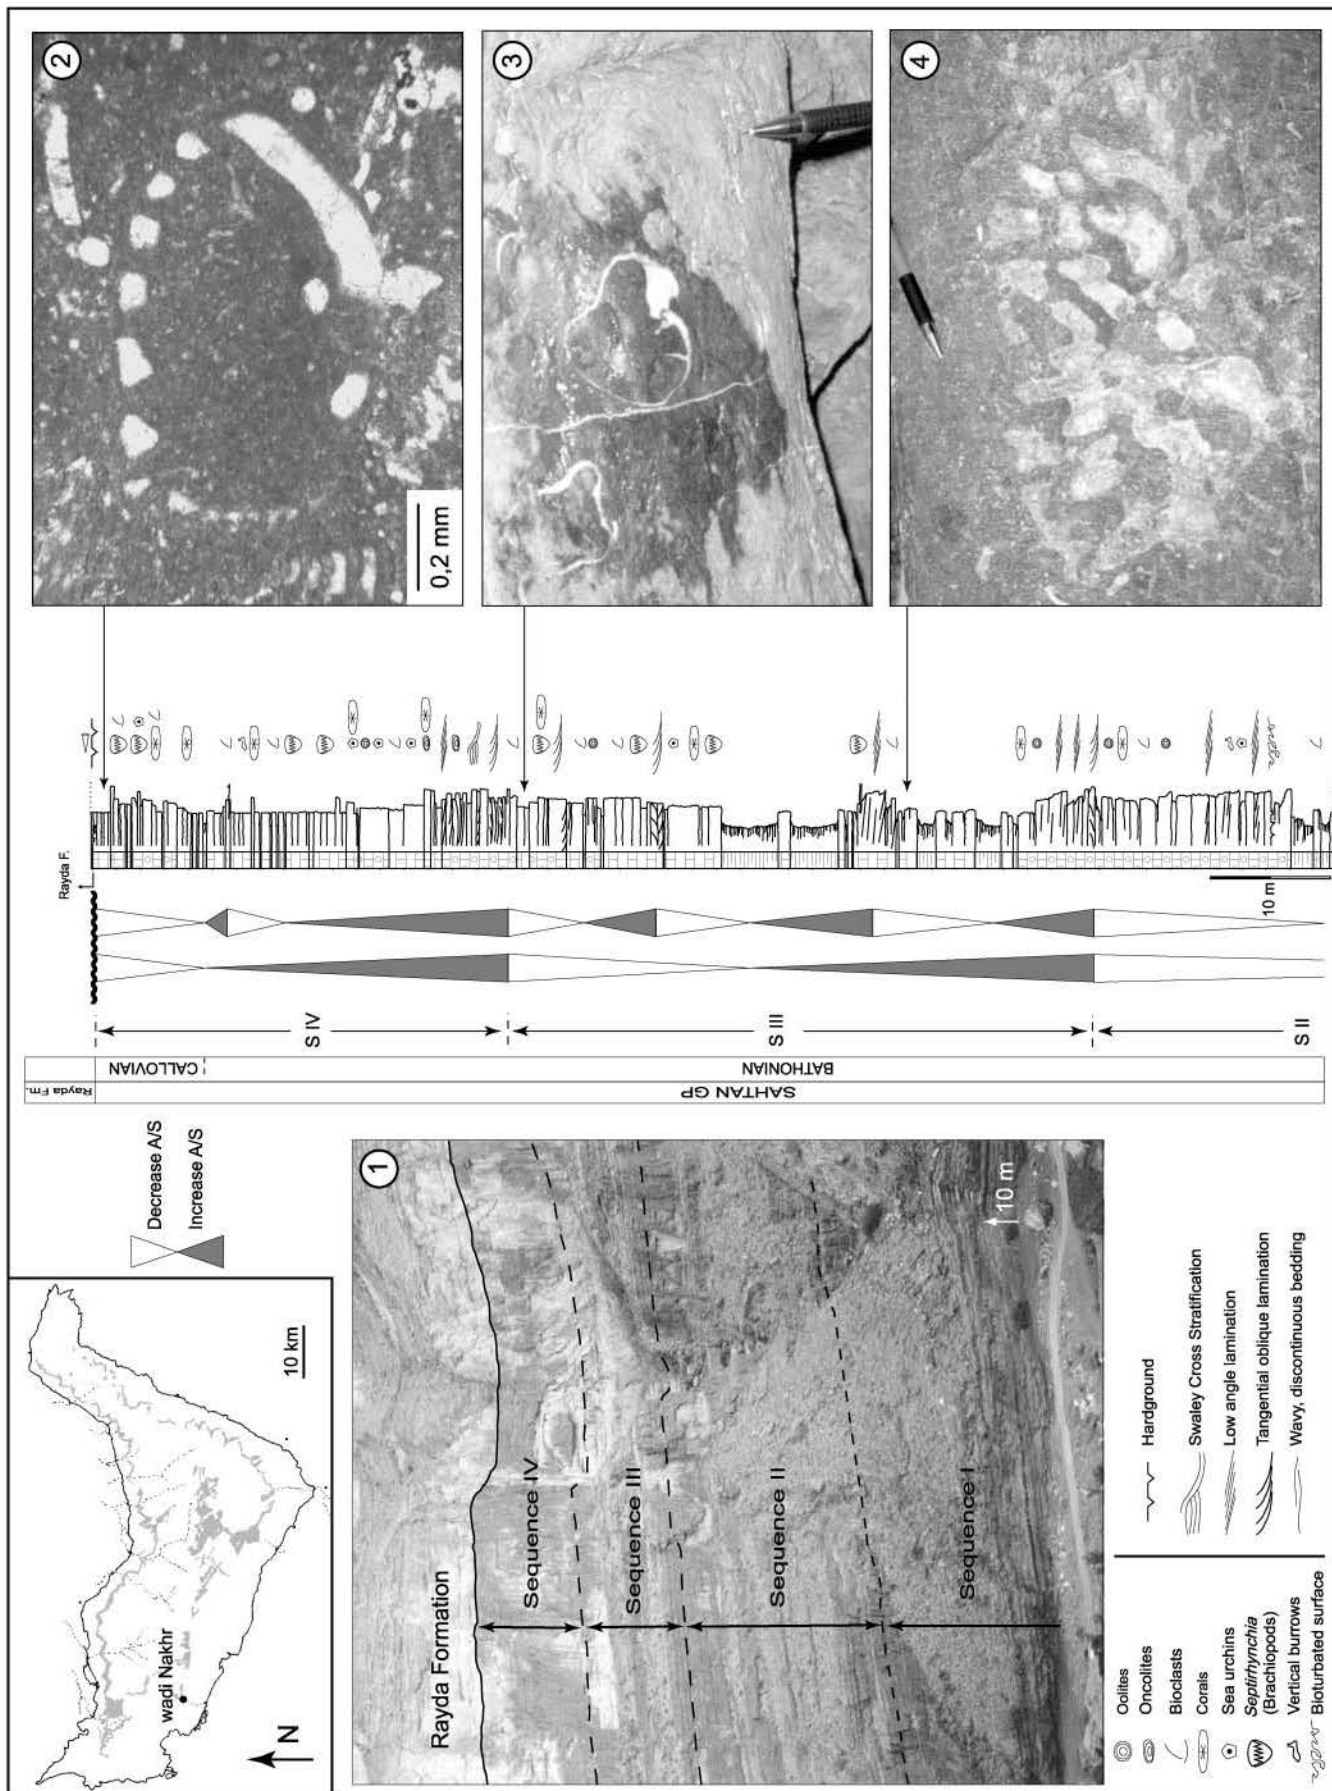 wadi Nakhr
N
10 km
Decrease A/S
Increase A/S
1
Rayda Formation
Sequence IV
Sequence III
Sequence II
Sequence I
10 m
Oolites
Oncolites
Bioclasts
Corals
Sea urchins
Septirhynchia
(Brachiopods)
Vertical burrows
Bioturbated surface
Hardground
Swaley Cross Stratification
Low angle lamination
Tangential oblique lamination
Wavy, discontinuous bedding
Rayda Fm.
SAHTAN GP
CALLOVIAN
BATHONIAN
S IV
S III
S II
Rayda F.
10 m
2
0,2 mm
3
4